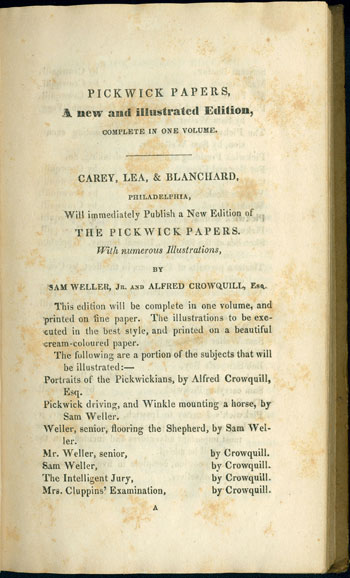 PICKWICK PAPERS,
A new and illustrated Edition,
COMPLETE IN ONE VOLUME.
CAREY, LEA, & BLANCHARD,
PHILADELPHIA,
Will immediately Publish a New Edition of
THE PICKWICK PAPERS.
With numerous Illustrations,
BY
SAM WELLER, JR. AND ALFRED CROWQUILL, ESQ.
This edition will be complete in one volume, and
printed on fine paper. The illustrations to be exe-
cuted in the best style, and printed on a beautiful
cream-coloured paper.
The following are a portion of the subjects that will
be illustrated:—
Portraits of the Pickwickians, by Alfred Crowquill,
Esq.
Pickwick driving, and Winkle mounting a horse, by
Sam Weller.
Weller, senior, flooring the Shepherd, by Sam Wel-
ler.
Mr. Weller, senior, by Crowquill.
Sam Weller, by Crowquill.
The Intelligent Jury, by Crowquill.
Mrs. Cluppins' Examination, by Crowquill.
A